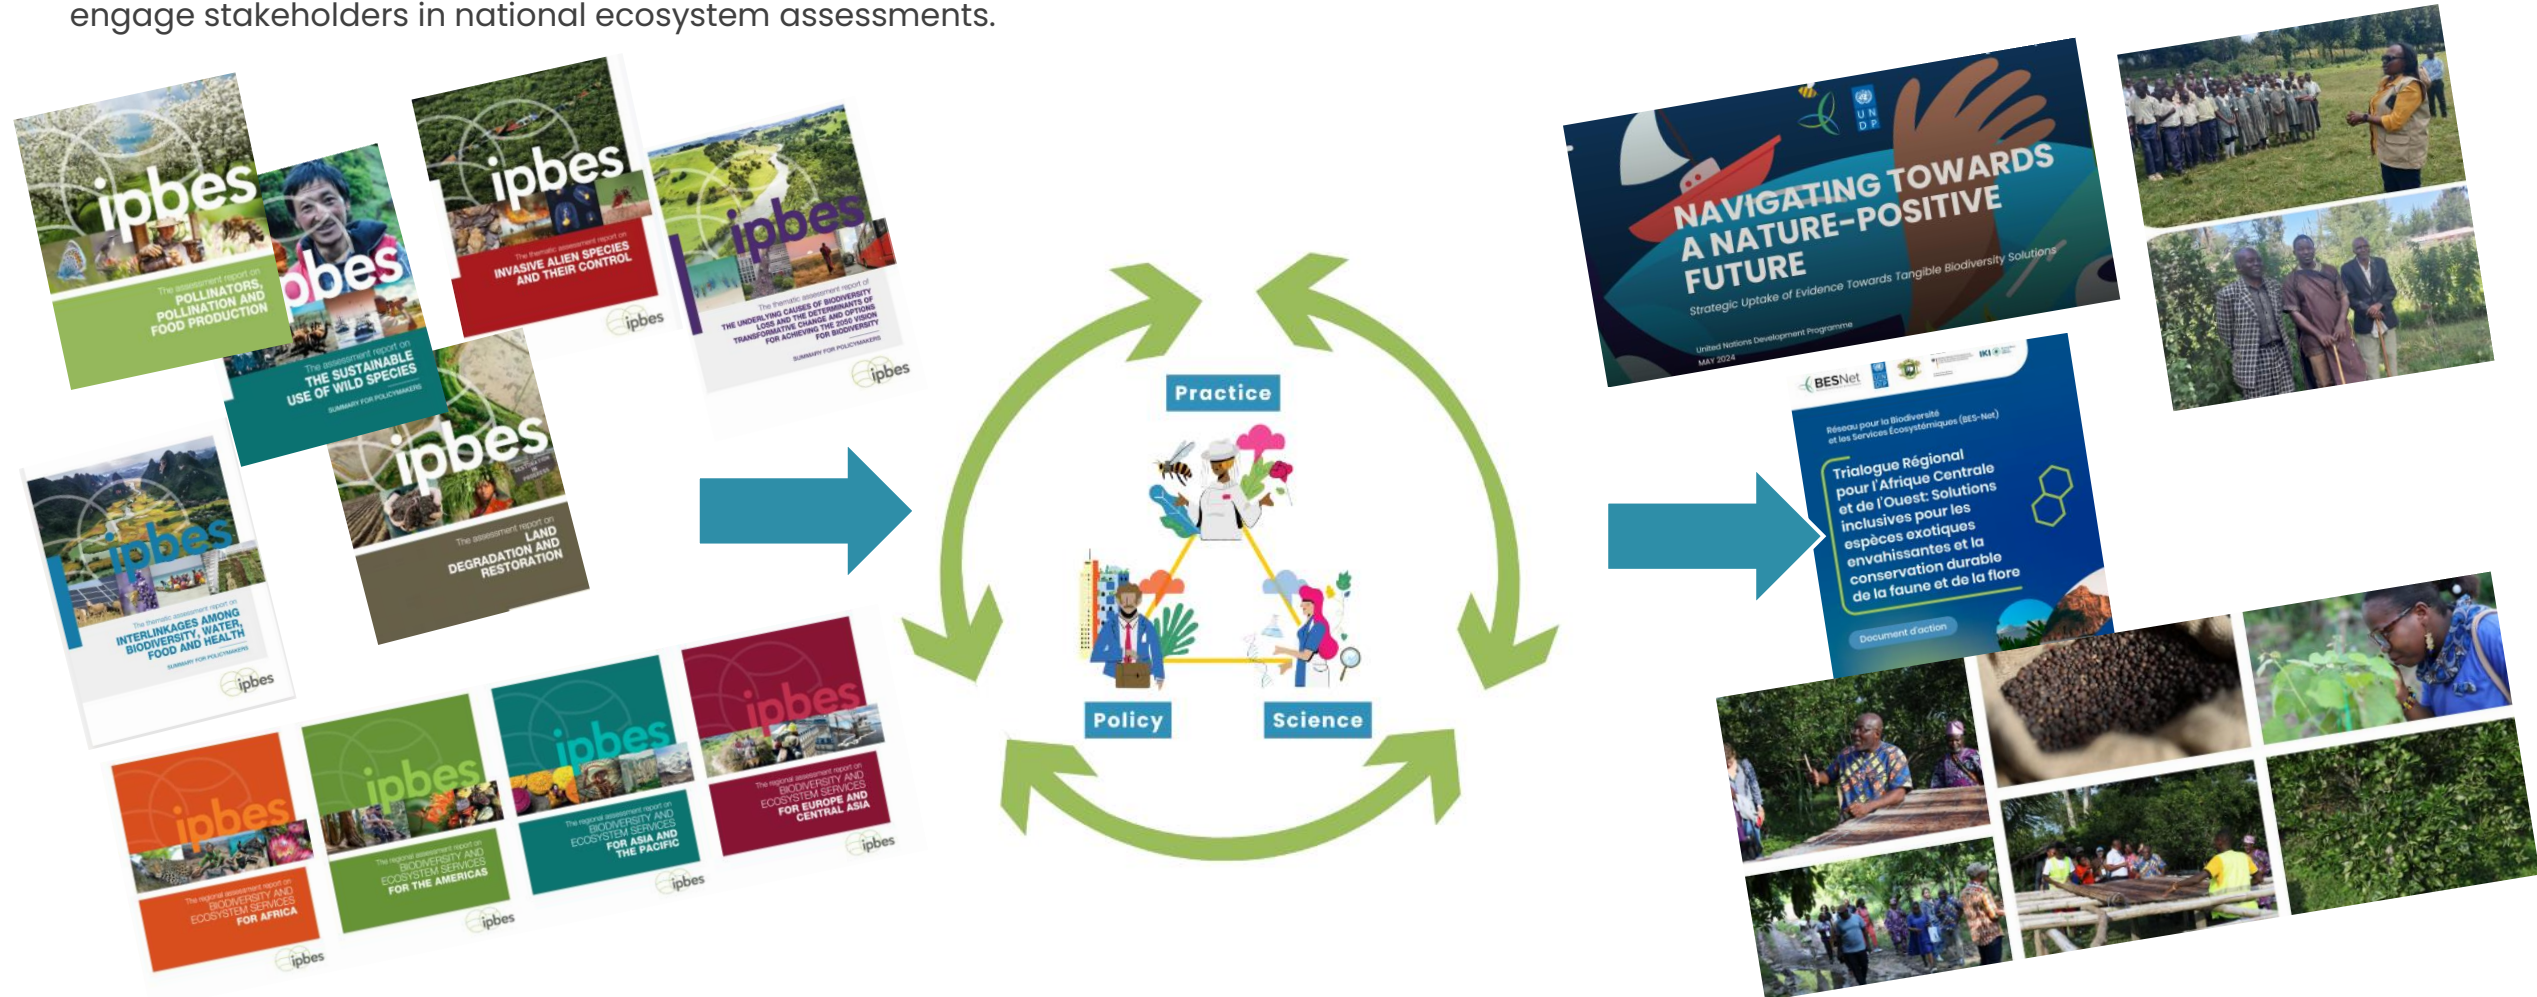 engage stakeholders in national ecosystem assessments.
ipbes
The assessment report on
POLLINATORS,
POLLINATION AND
FOOD PRODUCTION
pbes
The assessment report on
THE SUSTAINABLE
USE OF WILD SPECIES
SUMMARY FOR POLICYMAKERS
ipbes
The thematic assessment report on
INVASIVE ALIEN SPECIES
AND THEIR CONTROL
ipbes
ipbes
The thematic assessment report of
THE UNDERLYING CAUSES OF BIODIVERSITY
LOSS AND THE DETERMINANTS OF
TRANSFORMATIVE CHANGE AND OPTIONS
FOR ACHIEVING THE 2050 VISION
FOR BIODIVERSITY
SUMMARY FOR POLICYMAKERS
ipbes
ipbes
The thematic assessment report on
INTERLINKAGES AMONG
BIODIVERSITY, WATER,
FOOD AND HEALTH
SUMMARY FOR POLICYMAKERS
ipbes
ipbes
RESTORATION
IN
PROGRESS
The assessment report on
LAND
DEGRADATION AND
RESTORATION
ipbes
The regional assessment report on
BIODIVERSITY AND
ECOSYSTEM SERVICES
FOR AFRICA
ipbes
ipbes
The regional assessment report on
BIODIVERSITY AND
ECOSYSTEM SERVICES
FOR THE AMERICAS
ipbes
ipbes
The regional assessment report on
BIODIVERSITY AND
ECOSYSTEM SERVICES
FOR ASIA AND
THE PACIFIC
ipbes
ipbes
The regional assessment report on
BIODIVERSITY AND
ECOSYSTEM SERVICES
FOR EUROPE AND
CENTRAL ASIA
ipbes
Practice
Policy
Science
U N
D P
NAVIGATING TOWARDS
A NATURE-POSITIVE
FUTURE
Strategic Uptake of Evidence Towards Tangible Biodiversity Solutions
United Nations Development Programme
MAY 2024
BESNet
IKI
Réseau pour la Biodiversité
et les Services Écosystémiques (BES-Net)
Trialogue Régional
pour l'Afrique Centrale
et de l'Ouest: Solutions
inclusives pour les
espèces exotiques
envahissantes et la
conservation durable
de la faune et de la flore
Document d'action